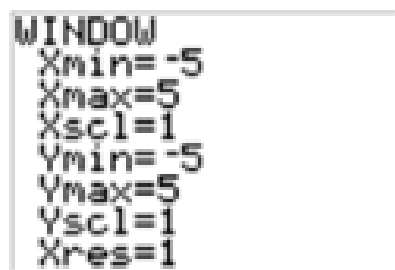 WINDOW
Xmin=-5
Xmax=5
Xscl=1
Ymin=-5
Ymax=5
Yscl=1
Xres=1